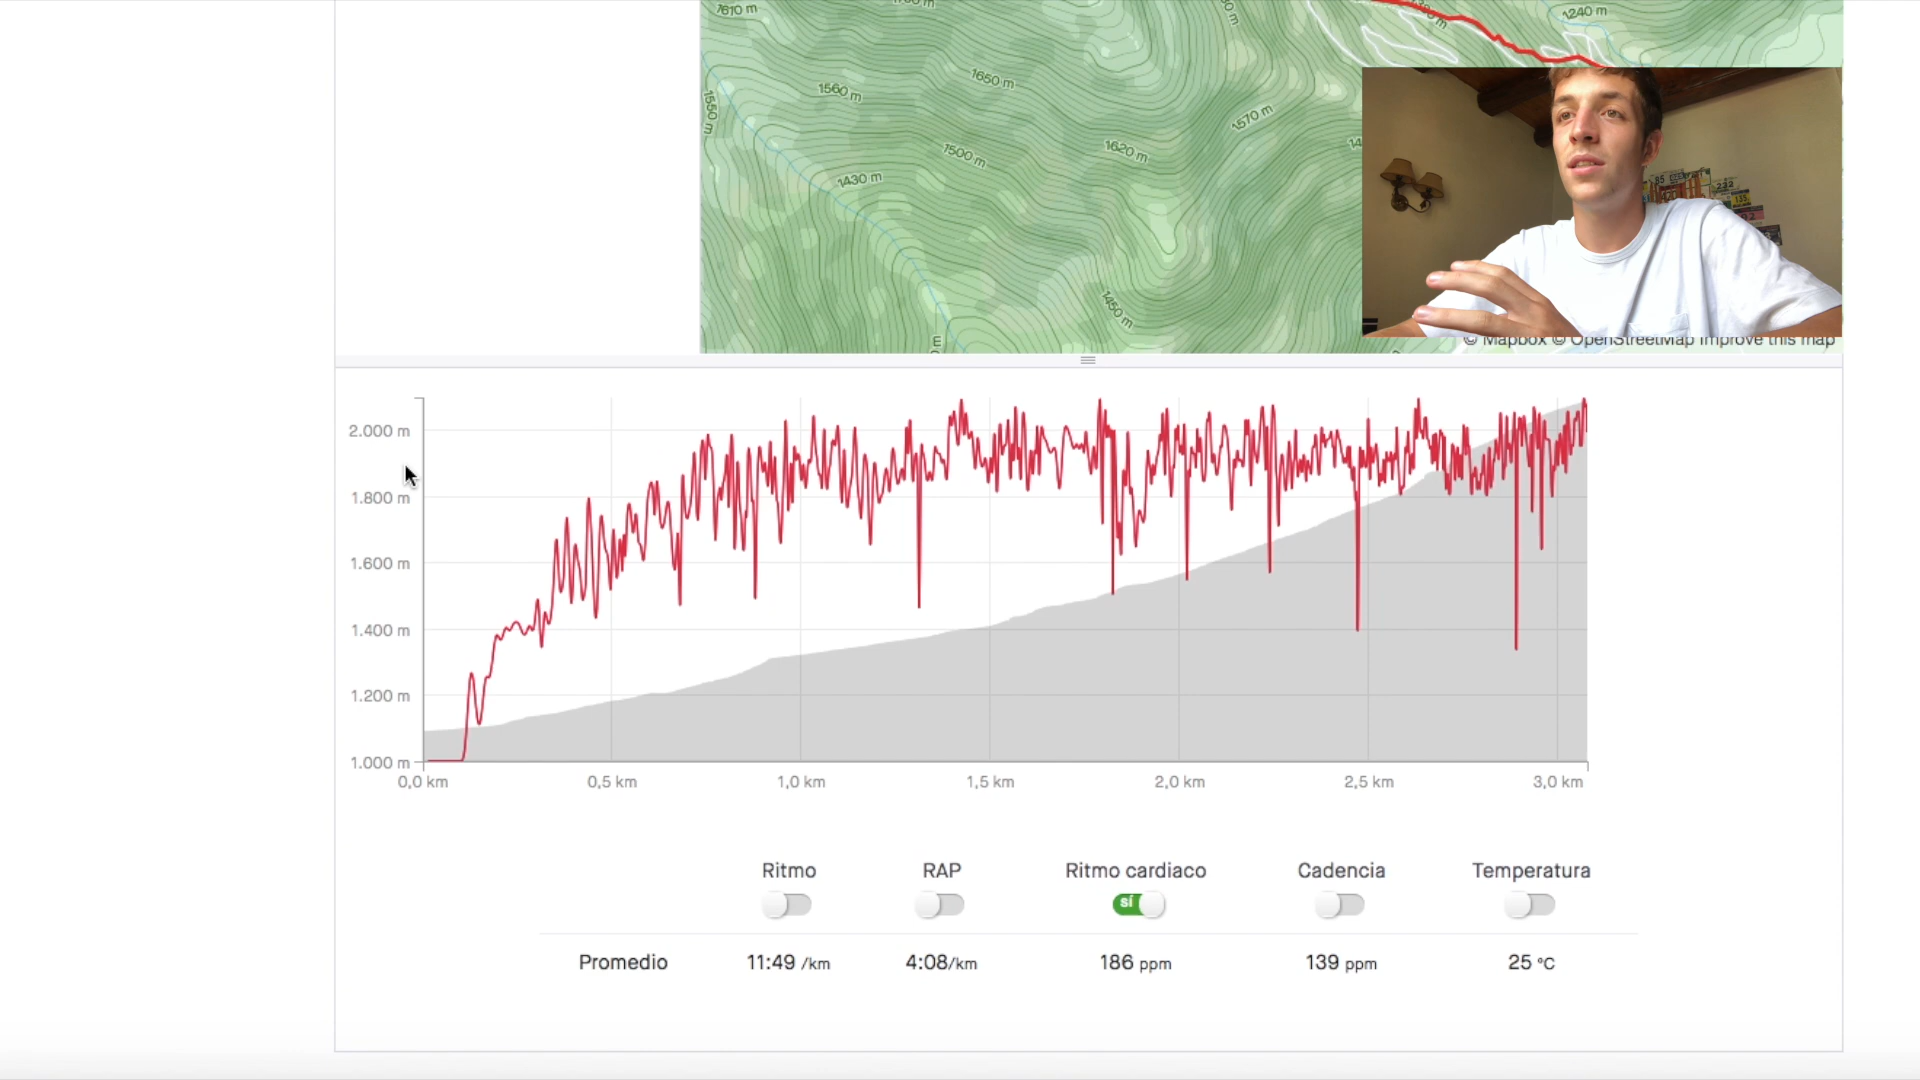 1610 m
1240 m
1650 m
1560 m
1550 m
1570 m
1500 m
1620 m
1430 m
1450 m
© Mapbox © OpenStreetMap Improve this map
2.000 m
1.800 m
1.600 m
1.400 m
1.200 m
1.000 m
0,0 km 0,5 km 1,0 km 1,5 km 2,0 km 2,5 km 3,0 km
Ritmo RAP Ritmo cardiaco Cadencia Temperatura
sí
Promedio 11:49 /km 4:08/km 186 ppm 139 ppm 25 °C